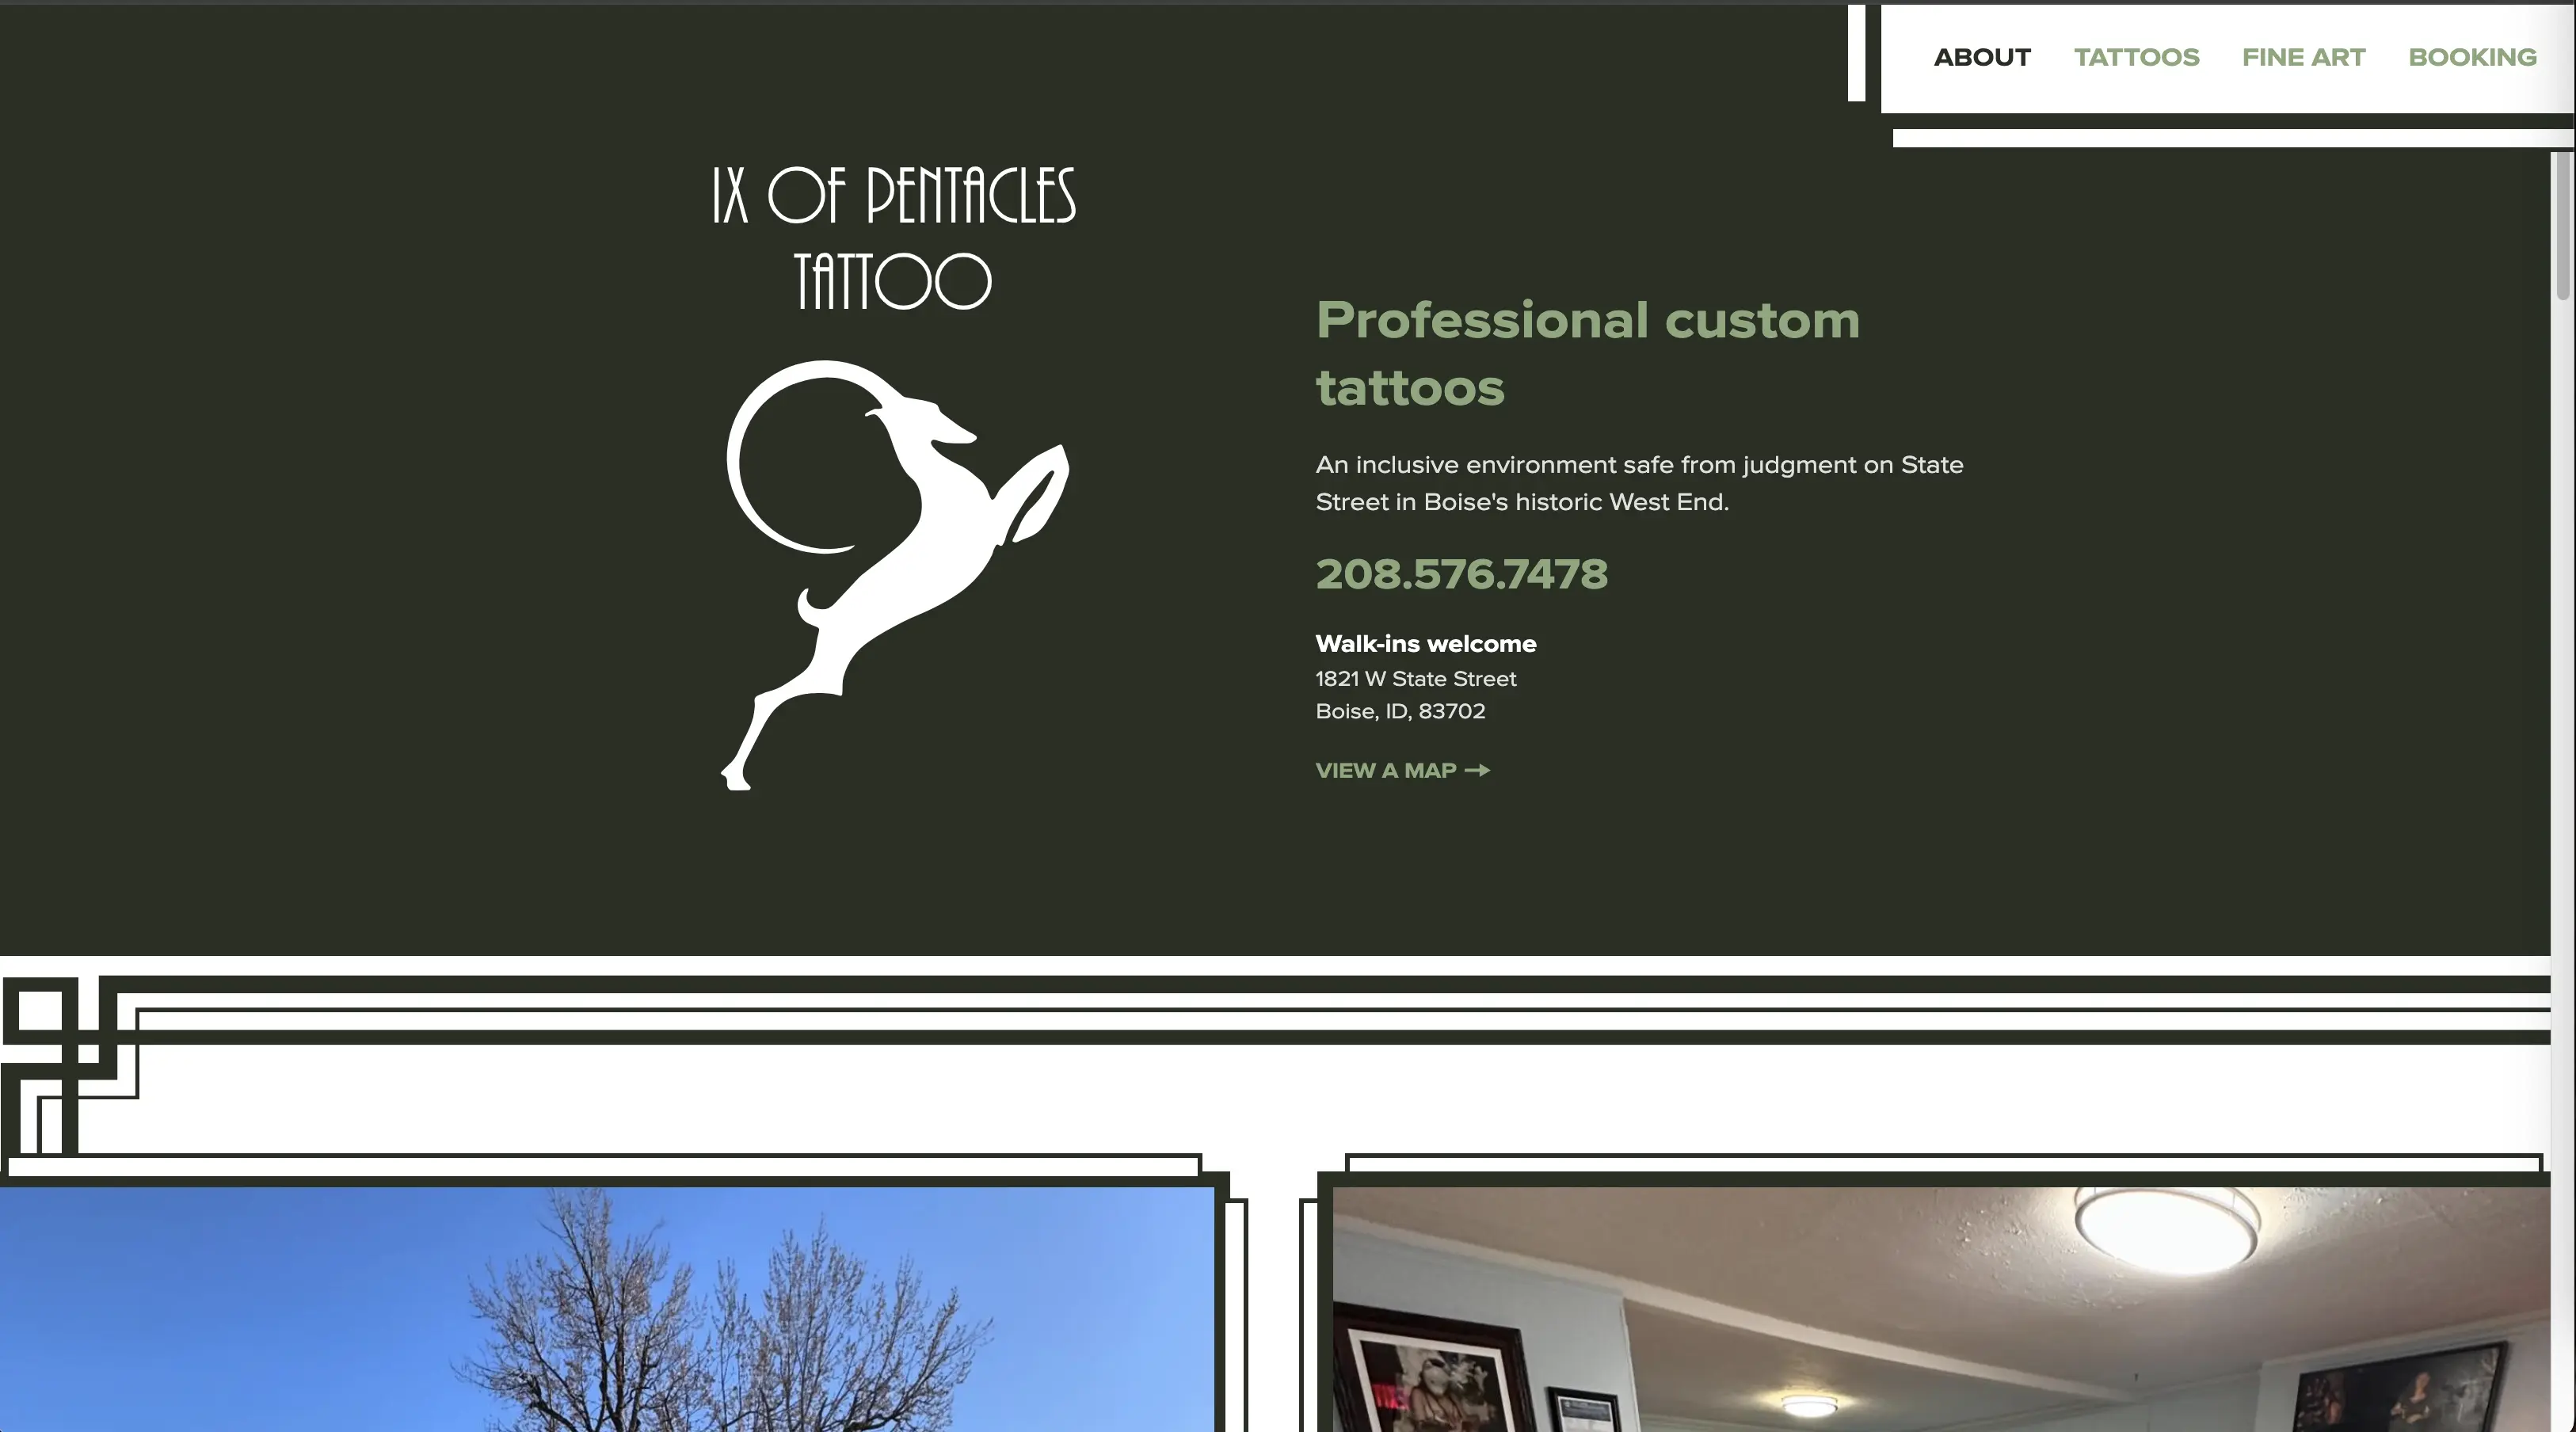 ABOUT TATTOOS FINE ART BOOKING
IX OF PENTACLES
TATTOO
Professional custom
tattoos
An inclusive environment safe from judgment on State
Street in Boise's historic West End.
208.576.7478
Walk-ins welcome
1821 W State Street
Boise, ID, 83702
VIEW A MAP →